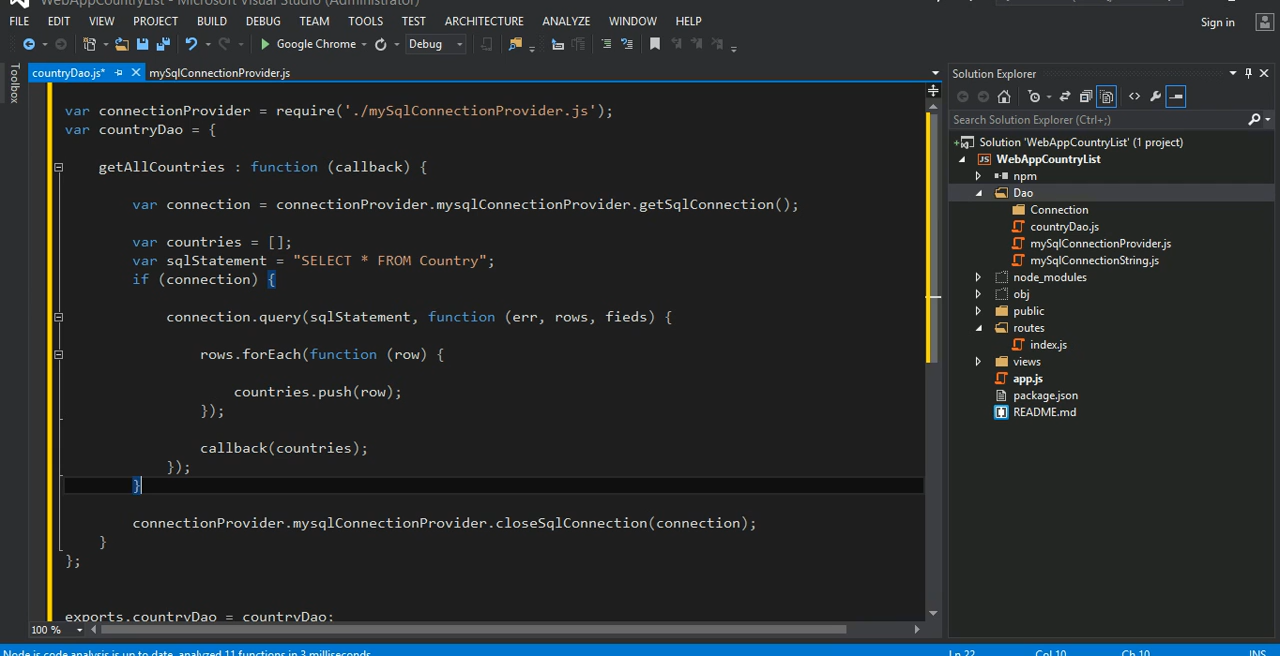 WebAppCountryList - Microsoft Visual Studio (Administrator)
FILE EDIT VIEW PROJECT BUILD DEBUG TEAM TOOLS TEST ARCHITECTURE ANALYZE WINDOW HELP
Sign in
Google Chrome
Debug
Toolbox
countryDao.js*
mySqlConnectionProvider.js
var connectionProvider = require('./mySqlConnectionProvider.js');
var countryDao = {
getAllCountries : function (callback) {
var connection = connectionProvider.mysqlConnectionProvider.getSqlConnection();
var countries = [];
var sqlStatement = "SELECT * FROM Country";
if (connection) {
connection.query(sqlStatement, function (err, rows, fieds) {
rows.forEach(function (row) {
countries.push(row);
});
callback(countries);
});
}
connectionProvider.mysqlConnectionProvider.closeSqlConnection(connection);
}
};
exports.countryDao = countryDao;
100 %
Solution Explorer
Search Solution Explorer (Ctrl+;)
Solution 'WebAppCountryList' (1 project)
JS WebAppCountryList
npm
Dao
Connection
countryDao.js
mySqlConnectionProvider.js
mySqlConnectionString.js
node_modules
obj
public
routes
index.js
views
app.js
package.json
README.md
Node.js code analysis is up to date, analyzed 11 functions in 3 milliseconds
Ln 22 Col 10 Ch 10 INS